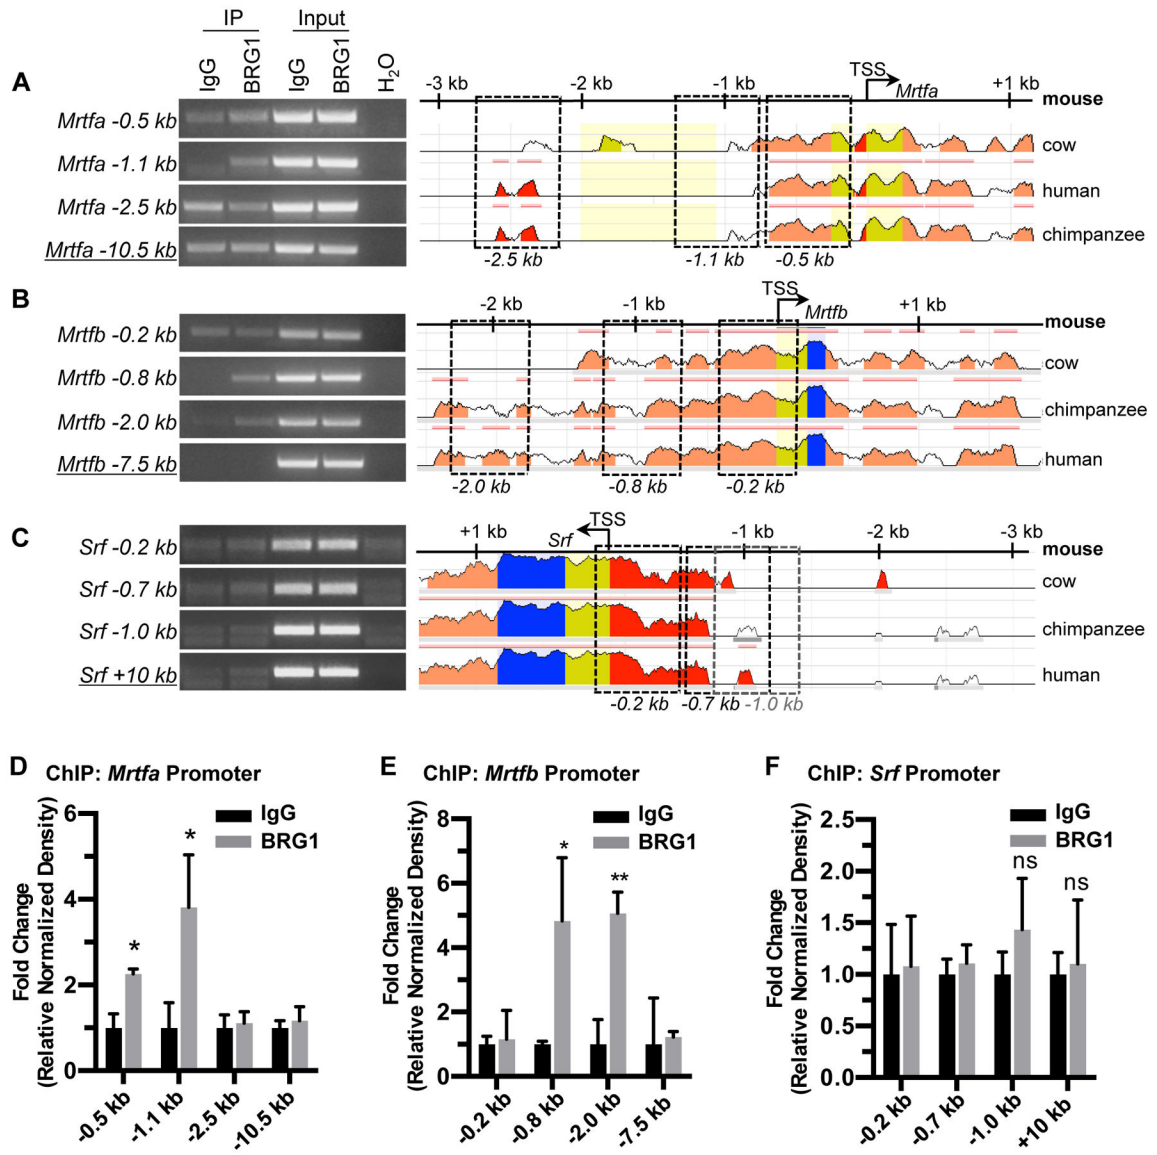 IP Input
IgG BRG1 IgG BRG1 H2O
A
Mrtfa -0.5 kb
Mrtfa -1.1 kb
Mrtfa -2.5 kb
Mrtfa -10.5 kb
-3 kb -2 kb -1 kb TSS Mrtfa +1 kb mouse
cow
human
chimpanzee
-2.5 kb -1.1 kb -0.5 kb
B
Mrtfb -0.2 kb
Mrtfb -0.8 kb
Mrtfb -2.0 kb
Mrtfb -7.5 kb
-2 kb -1 kb TSS Mrtfb +1 kb mouse
cow
chimpanzee
human
-2.0 kb -0.8 kb -0.2 kb
C
Srf -0.2 kb
Srf -0.7 kb
Srf -1.0 kb
Srf +10 kb
+1 kb Srf TSS -1 kb -2 kb -3 kb mouse
cow
chimpanzee
human
-0.2 kb -0.7 kb -1.0 kb
D ChIP: Mrtfa Promoter
IgG
BRG1
Fold Change
(Relative Normalized Density)
6
4
2
0
* *
-0.5 kb -1.1 kb -2.5 kb -10.5 kb
E ChIP: Mrtfb Promoter
IgG
BRG1
Fold Change
(Relative Normalized Density)
8
6
4
2
0
* **
-0.2 kb -0.8 kb -2.0 kb -7.5 kb
F ChIP: Srf Promoter
IgG
BRG1
Fold Change
(Relative Normalized Density)
2.5
2.0
1.5
1.0
0.5
0.0
ns ns
-0.2 kb -0.7 kb -1.0 kb +10 kb